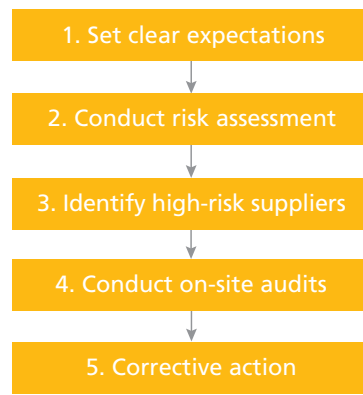 1. Set clear expectations
2. Conduct risk assessment
3. Identify high-risk suppliers
4. Conduct on-site audits
5. Corrective action